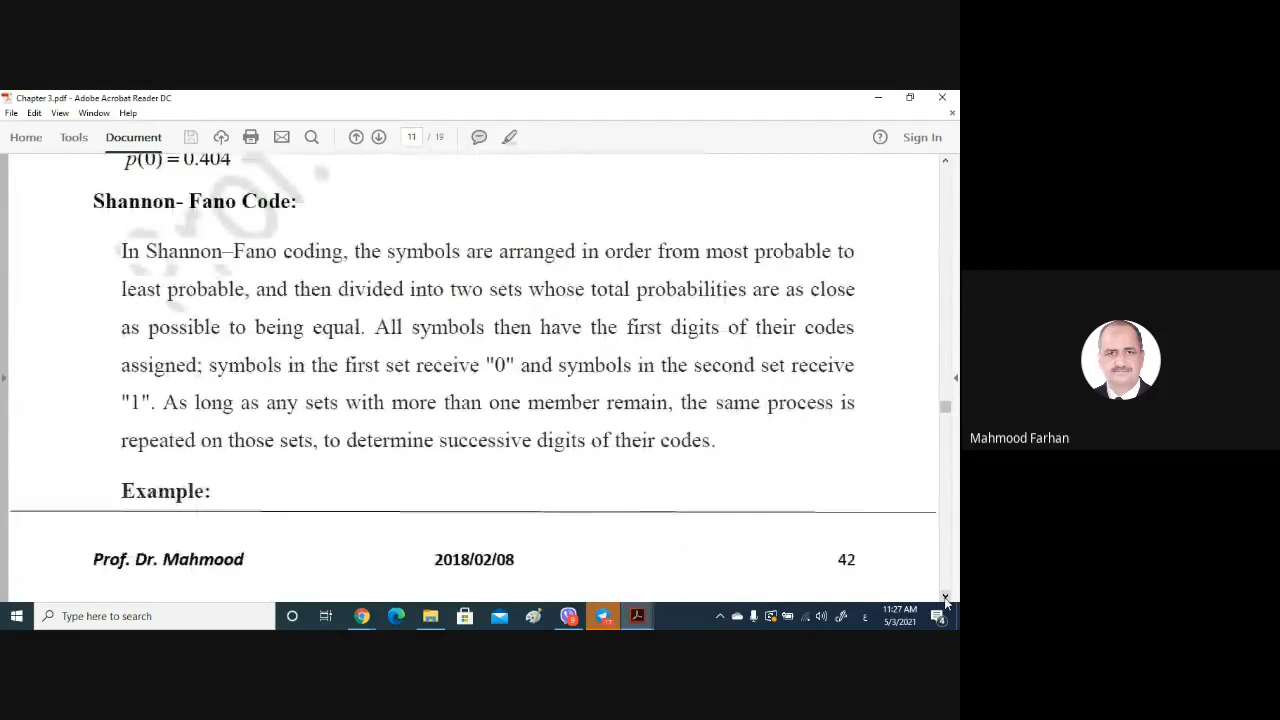 Chapter 3.pdf - Adobe Acrobat Reader DC
File Edit View Window Help
Home Tools Document 11 / 19 Sign In
p(0) = 0.404
Shannon- Fano Code:
In Shannon–Fano coding, the symbols are arranged in order from most probable to
least probable, and then divided into two sets whose total probabilities are as close
as possible to being equal. All symbols then have the first digits of their codes
assigned; symbols in the first set receive "0" and symbols in the second set receive
"1". As long as any sets with more than one member remain, the same process is
repeated on those sets, to determine successive digits of their codes.
Example:
Prof. Dr. Mahmood 2018/02/08 42
Mahmood Farhan
Type here to search
ع 11:27 AM
5/3/2021 4